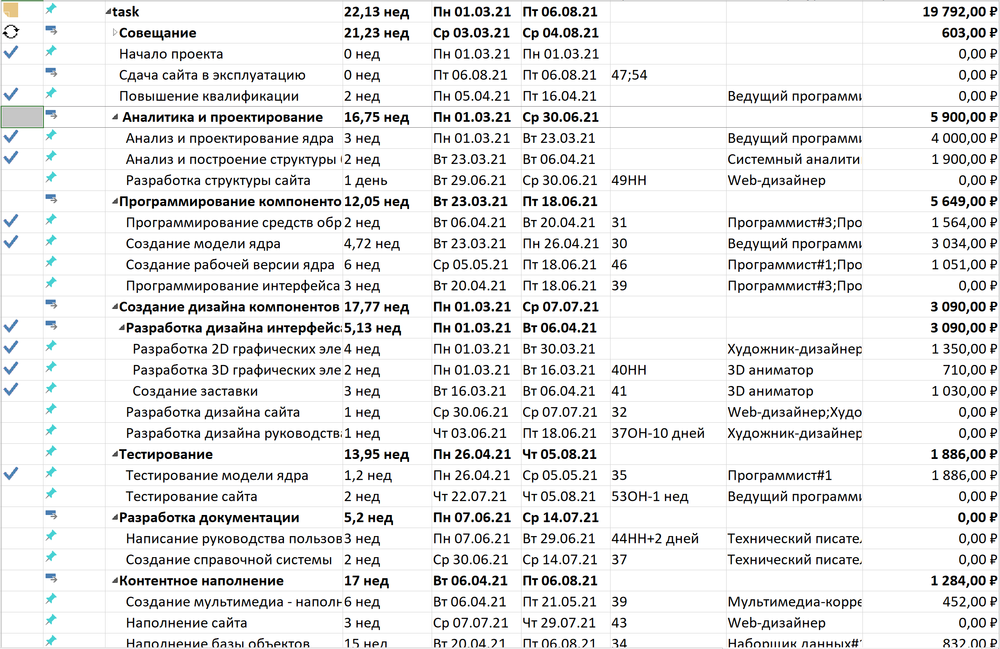 task 22,13 нед Пн 01.03.21 Пт 06.08.21 19 792,00 ₽
Совещание 21,23 нед Ср 03.03.21 Ср 04.08.21 603,00 ₽
Начало проекта 0 нед Пн 01.03.21 Пн 01.03.21 0,00 ₽
Сдача сайта в эксплуатацию 0 нед Пт 06.08.21 Пт 06.08.21 47;54 0,00 ₽
Повышение квалификации 2 нед Пн 05.04.21 Пт 16.04.21 Ведущий программи 0,00 ₽
Аналитика и проектирование 16,75 нед Пн 01.03.21 Ср 30.06.21 5 900,00 ₽
Анализ и проектирование ядра 3 нед Пн 01.03.21 Вт 23.03.21 Ведущий программи 4 000,00 ₽
Анализ и построение структуры 2 нед Вт 23.03.21 Вт 06.04.21 Системный аналити 1 900,00 ₽
Разработка структуры сайта 1 день Вт 29.06.21 Ср 30.06.21 49НН Web-дизайнер 0,00 ₽
Программирование компоненто 12,05 нед Вт 23.03.21 Пт 18.06.21 5 649,00 ₽
Программирование средств обр 2 нед Вт 06.04.21 Вт 20.04.21 31 Программист#3;Про 1 564,00 ₽
Создание модели ядра 4,72 нед Вт 23.03.21 Пн 26.04.21 30 Ведущий программи 3 034,00 ₽
Создание рабочей версии ядра 6 нед Ср 05.05.21 Пт 18.06.21 46 Программист#1;Про 1 051,00 ₽
Программирование интерфейса 3 нед Вт 20.04.21 Пт 18.06.21 39 Программист#3;Про 0,00 ₽
Создание дизайна компонентов 17,77 нед Пн 01.03.21 Ср 07.07.21 3 090,00 ₽
Разработка дизайна интерфейса 5,13 нед Пн 01.03.21 Вт 06.04.21 3 090,00 ₽
Разработка 2D графических эле 4 нед Пн 01.03.21 Вт 30.03.21 Художник-дизайнер 1 350,00 ₽
Разработка 3D графических эле 2 нед Пн 01.03.21 Вт 16.03.21 40НН 3D аниматор 710,00 ₽
Создание заставки 3 нед Вт 16.03.21 Вт 06.04.21 41 3D аниматор 1 030,00 ₽
Разработка дизайна сайта 1 нед Ср 30.06.21 Ср 07.07.21 32 Web-дизайнер;Худо 0,00 ₽
Разработка дизайна руководства 1 нед Чт 03.06.21 Пт 18.06.21 37ОН-10 дней Художник-дизайнер 0,00 ₽
Тестирование 13,95 нед Пн 26.04.21 Чт 05.08.21 1 886,00 ₽
Тестирование модели ядра 1,2 нед Пн 26.04.21 Ср 05.05.21 35 Программист#1 1 886,00 ₽
Тестирование сайта 2 нед Чт 22.07.21 Чт 05.08.21 53ОН-1 нед Ведущий программи 0,00 ₽
Разработка документации 5,2 нед Пн 07.06.21 Ср 14.07.21 0,00 ₽
Написание руководства пользов 3 нед Пн 07.06.21 Вт 29.06.21 44НН+2 дней Технический писател 0,00 ₽
Создание справочной системы 2 нед Ср 30.06.21 Ср 14.07.21 37 Технический писател 0,00 ₽
Контентное наполнение 17 нед Вт 06.04.21 Пт 06.08.21 1 284,00 ₽
Создание мультимедиа - наполн 6 нед Вт 06.04.21 Пт 21.05.21 39 Мультимедиа-корре 452,00 ₽
Наполнение сайта 3 нед Ср 07.07.21 Чт 29.07.21 43 Web-дизайнер 0,00 ₽
Наполнение базы объектов 15 нед Вт 20.04.21 Пт 06.08.21 34 Наборщик данных# 832,00 ₽